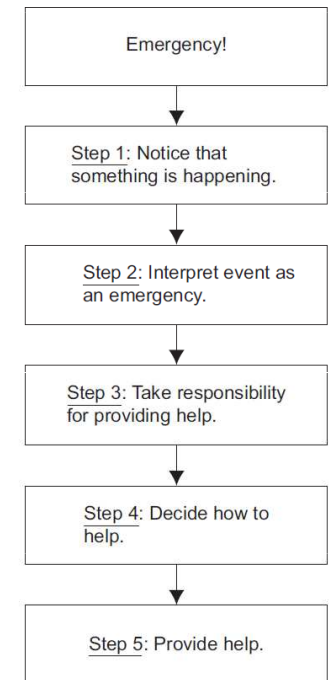 Emergency!
Step 1: Notice that
something is happening.
Step 2: Interpret event as
an emergency.
Step 3: Take responsibility
for providing help.
Step 4: Decide how to
help.
Step 5: Provide help.